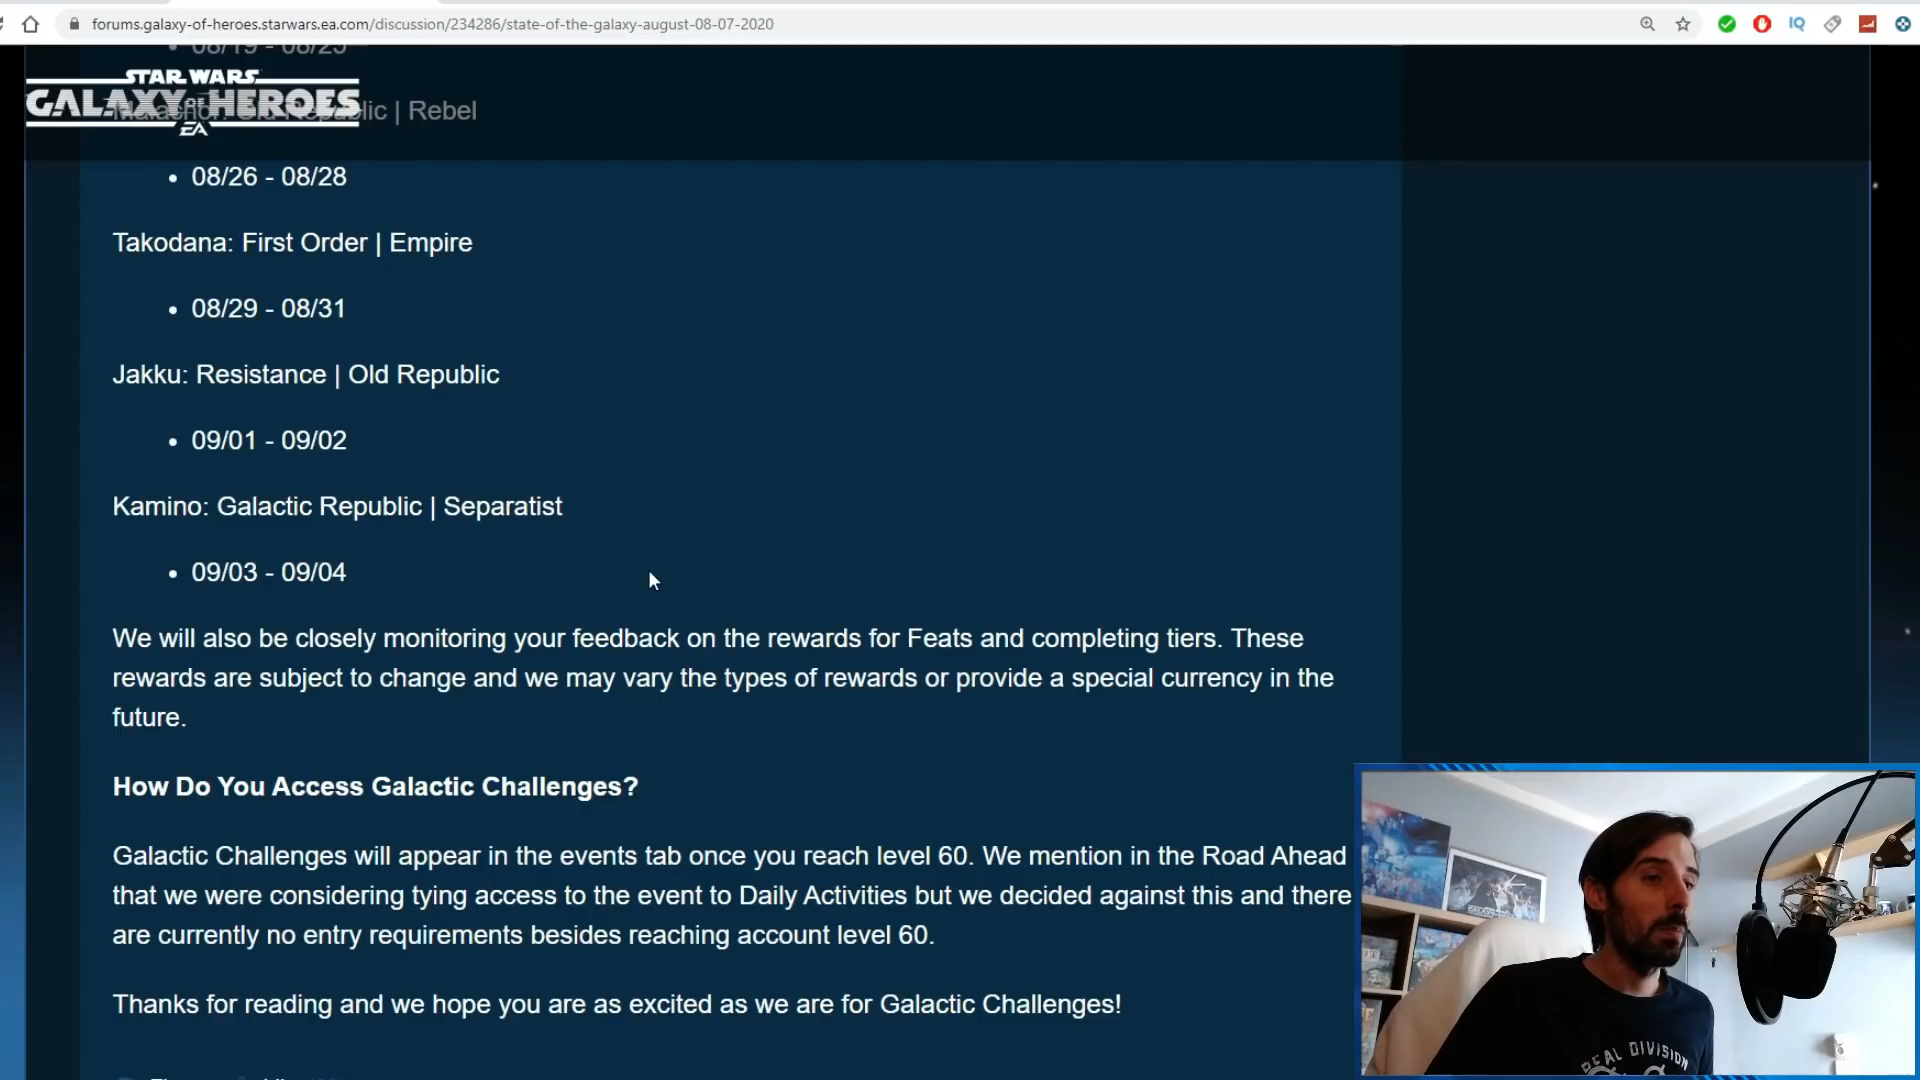 forums.galaxy-of-heroes.starwars.ea.com/discussion/234286/state-of-the-galaxy-august-08-07-2020
IQ
• 08/19 - 08/25
STAR WARS
GALAXY OF HEROES
EA
Malachor: Old Republic | Rebel
• 08/26 - 08/28
Takodana: First Order | Empire
• 08/29 - 08/31
Jakku: Resistance | Old Republic
• 09/01 - 09/02
Kamino: Galactic Republic | Separatist
• 09/03 - 09/04
We will also be closely monitoring your feedback on the rewards for Feats and completing tiers. These
rewards are subject to change and we may vary the types of rewards or provide a special currency in the
future.
How Do You Access Galactic Challenges?
Galactic Challenges will appear in the events tab once you reach level 60. We mention in the Road Ahead
that we were considering tying access to the event to Daily Activities but we decided against this and there
are currently no entry requirements besides reaching account level 60.
Thanks for reading and we hope you are as excited as we are for Galactic Challenges!
DIVISION